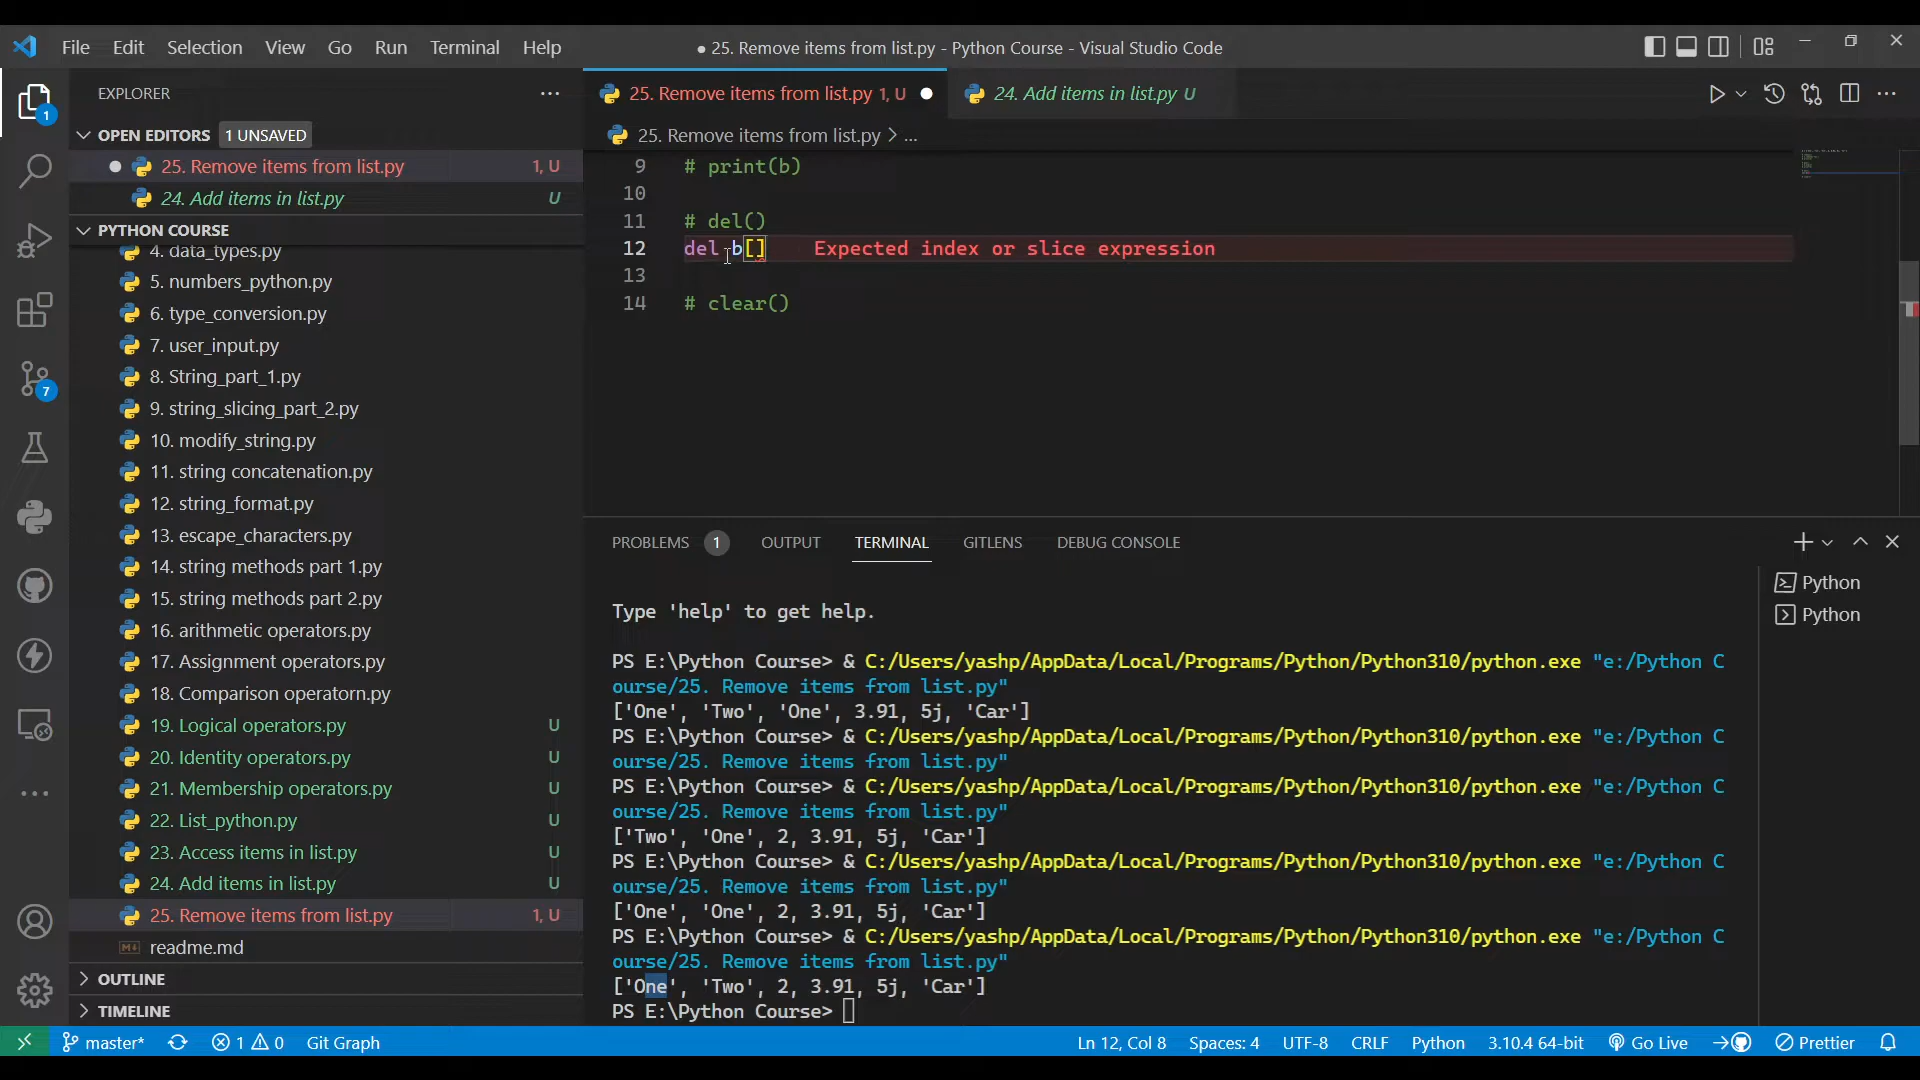 File Edit Selection View Go Run Terminal Help
● 25. Remove items from list.py - Python Course - Visual Studio Code
EXPLORER
OPEN EDITORS 1 UNSAVED
25. Remove items from list.py 1, U
24. Add items in list.py U
PYTHON COURSE
4. data_types.py
5. numbers_python.py
6. type_conversion.py
7. user_input.py
8. String_part_1.py
9. string_slicing_part_2.py
10. modify_string.py
11. string concatenation.py
12. string_format.py
13. escape_characters.py
14. string methods part 1.py
15. string methods part 2.py
16. arithmetic operators.py
17. Assignment operators.py
18. Comparison operatorn.py
19. Logical operators.py U
20. Identity operators.py U
21. Membership operators.py U
22. List_python.py U
23. Access items in list.py U
24. Add items in list.py U
25. Remove items from list.py 1, U
readme.md
OUTLINE
TIMELINE
1
7
25. Remove items from list.py 1, U ● 24. Add items in list.py U
25. Remove items from list.py > ...
9 # print(b)
10
11 # del()
12 del b[] Expected index or slice expression
13
14 # clear()
PROBLEMS 1 OUTPUT TERMINAL GITLENS DEBUG CONSOLE
Python
Python
Type 'help' to get help.
PS E:\Python Course> & C:/Users/yashp/AppData/Local/Programs/Python/Python310/python.exe "e:/Python C
ourse/25. Remove items from list.py"
['One', 'Two', 'One', 3.91, 5j, 'Car']
PS E:\Python Course> & C:/Users/yashp/AppData/Local/Programs/Python/Python310/python.exe "e:/Python C
ourse/25. Remove items from list.py"
PS E:\Python Course> & C:/Users/yashp/AppData/Local/Programs/Python/Python310/python.exe "e:/Python C
ourse/25. Remove items from list.py"
['Two', 'One', 2, 3.91, 5j, 'Car']
PS E:\Python Course> & C:/Users/yashp/AppData/Local/Programs/Python/Python310/python.exe "e:/Python C
ourse/25. Remove items from list.py"
['One', 'One', 2, 3.91, 5j, 'Car']
PS E:\Python Course> & C:/Users/yashp/AppData/Local/Programs/Python/Python310/python.exe "e:/Python C
ourse/25. Remove items from list.py"
['One', 'Two', 2, 3.91, 5j, 'Car']
PS E:\Python Course>
master* 1 0 Git Graph Ln 12, Col 8 Spaces: 4 UTF-8 CRLF Python 3.10.4 64-bit Go Live Prettier